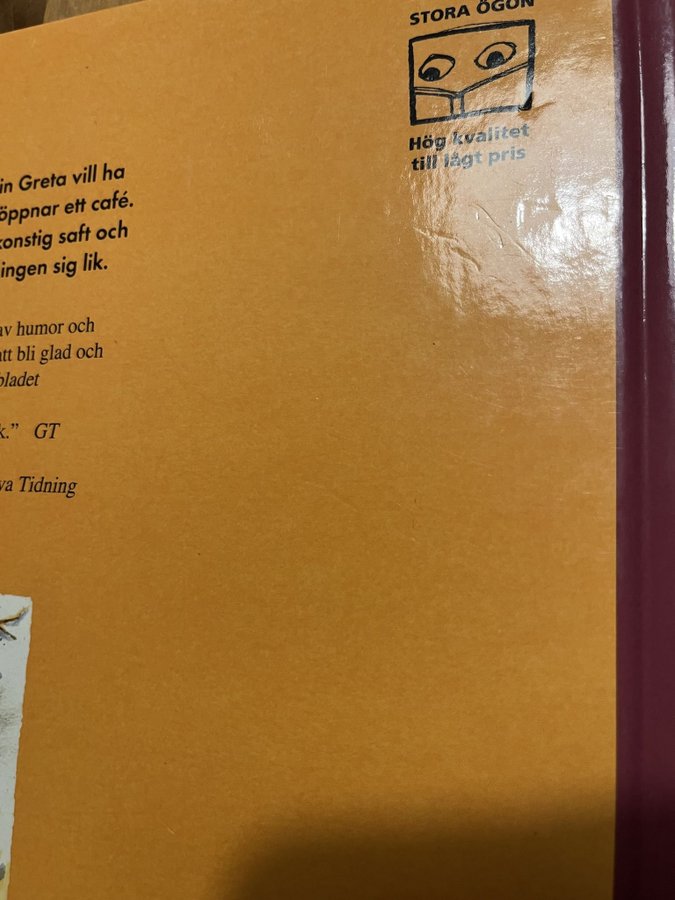 STORA ÖGON
Hög kvalitet
till lågt pris
in Greta vill ha
öppnar ett café.
konstig saft och
ingen sig lik.
av humor och
att bli glad och
bladet
k.” GT
va Tidning